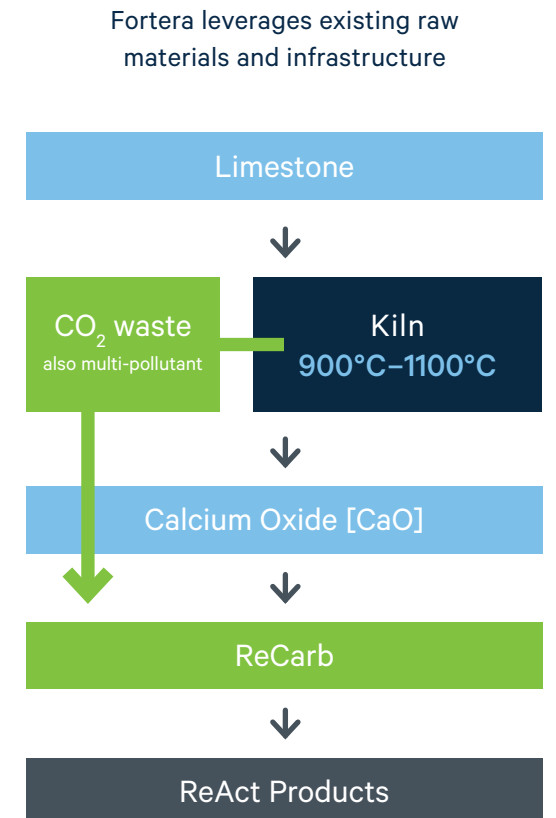 Fortera leverages existing raw
materials and infrastructure
Limestone
CO₂ waste
also multi-pollutant
Kiln
900°C–1100°C
Calcium Oxide [CaO]
ReCarb
ReAct Products